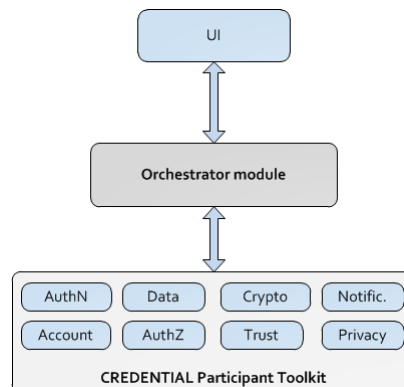 UI
Orchestrator module
AuthN Data Crypto Notific.
Account AuthZ Trust Privacy
CREDENTIAL Participant Toolkit